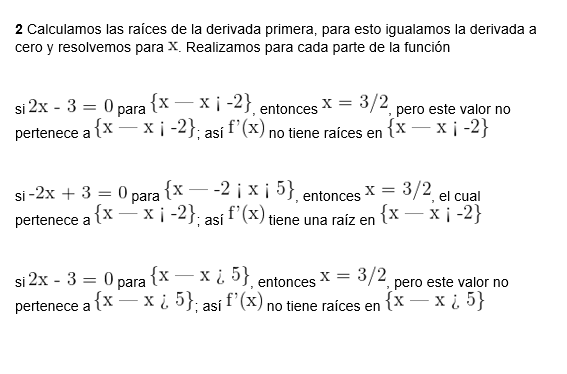 2 Calculamos las raíces de la derivada primera, para esto igualamos la derivada a
cero y resolvemos para x. Realizamos para cada parte de la función
si 2x - 3 = 0 para {x — x ¡ -2}, entonces x = 3/2, pero este valor no
pertenece a {x — x ¡ -2}; así f'(x) no tiene raíces en {x — x ¡ -2}
si -2x + 3 = 0 para {x — -2 ¡ x ¡ 5}, entonces x = 3/2, el cual
pertenece a {x — x ¡ -2}; así f'(x) tiene una raíz en {x — x ¡ -2}
si 2x - 3 = 0 para {x — x ¿ 5}, entonces x = 3/2, pero este valor no
pertenece a {x — x ¿ 5}; así f'(x) no tiene raíces en {x — x ¿ 5}